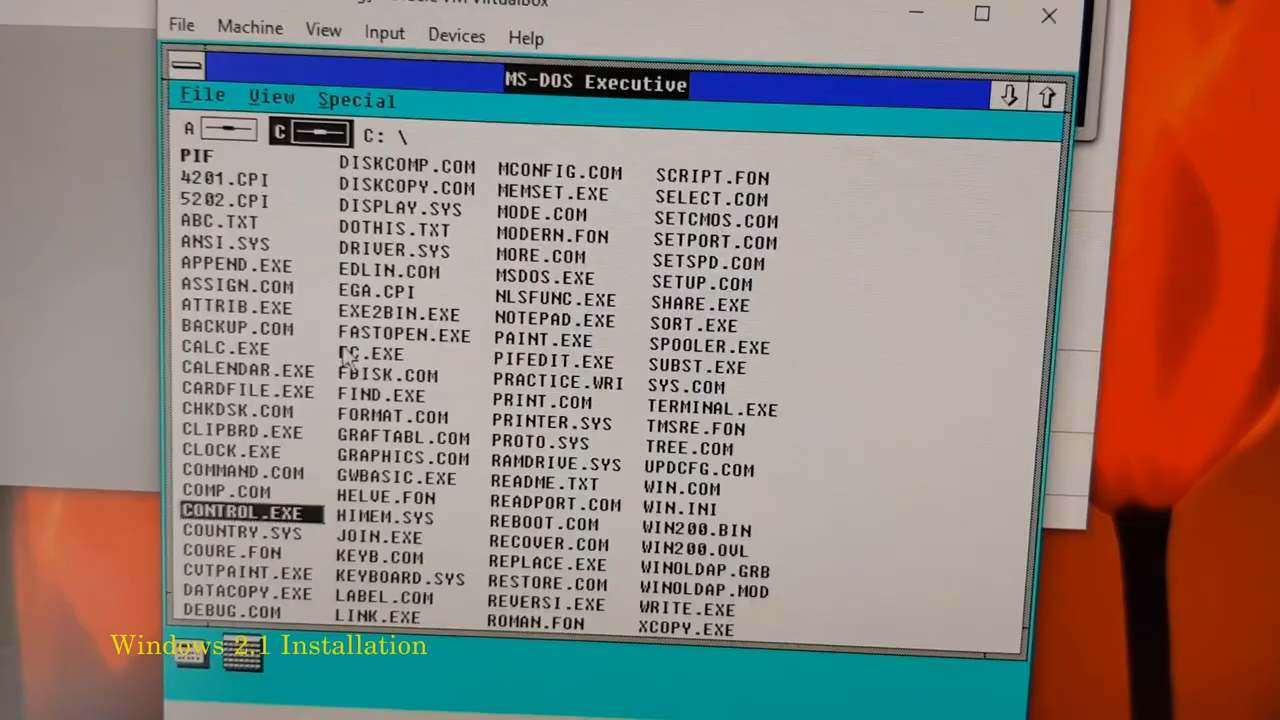 File Machine View Input Devices Help
MS-DOS Executive
File View Special
A C C: \
PIF
4201.CPI
5202.CPI
ABC.TXT
ANSI.SYS
APPEND.EXE
ASSIGN.COM
ATTRIB.EXE
BACKUP.COM
CALC.EXE
CALENDAR.EXE
CARDFILE.EXE
CHKDSK.COM
CLIPBRD.EXE
CLOCK.EXE
COMMAND.COM
COMP.COM
CONTROL.EXE
COUNTRY.SYS
COURE.FON
CVTPAINT.EXE
DATACOPY.EXE
DEBUG.COM
DISKCOMP.COM
DISKCOPY.COM
DISPLAY.SYS
DOTHIS.TXT
DRIVER.SYS
EDLIN.COM
EGA.CPI
EXE2BIN.EXE
FASTOPEN.EXE
FC.EXE
FDISK.COM
FIND.EXE
FORMAT.COM
GRAFTABL.COM
GRAPHICS.COM
GWBASIC.EXE
HELVE.FON
HIMEM.SYS
JOIN.EXE
KEYB.COM
KEYBOARD.SYS
LABEL.COM
LINK.EXE
MCONFIG.COM
MEMSET.EXE
MODE.COM
MODERN.FON
MORE.COM
MSDOS.EXE
NLSFUNC.EXE
NOTEPAD.EXE
PAINT.EXE
PIFEDIT.EXE
PRACTICE.WRI
PRINT.COM
PRINTER.SYS
PROTO.SYS
RAMDRIVE.SYS
README.TXT
READPORT.COM
REBOOT.COM
RECOVER.COM
REPLACE.EXE
RESTORE.COM
REVERSI.EXE
ROMAN.FON
SCRIPT.FON
SELECT.COM
SETCMOS.COM
SETPORT.COM
SETSPD.COM
SETUP.COM
SHARE.EXE
SORT.EXE
SPOOLER.EXE
SUBST.EXE
SYS.COM
TERMINAL.EXE
TMSRE.FON
TREE.COM
UPDCFG.COM
WIN.COM
WIN.INI
WIN200.BIN
WIN200.OVL
WINOLDAP.GRB
WINOLDAP.MOD
WRITE.EXE
XCOPY.EXE
Windows 2.1 Installation